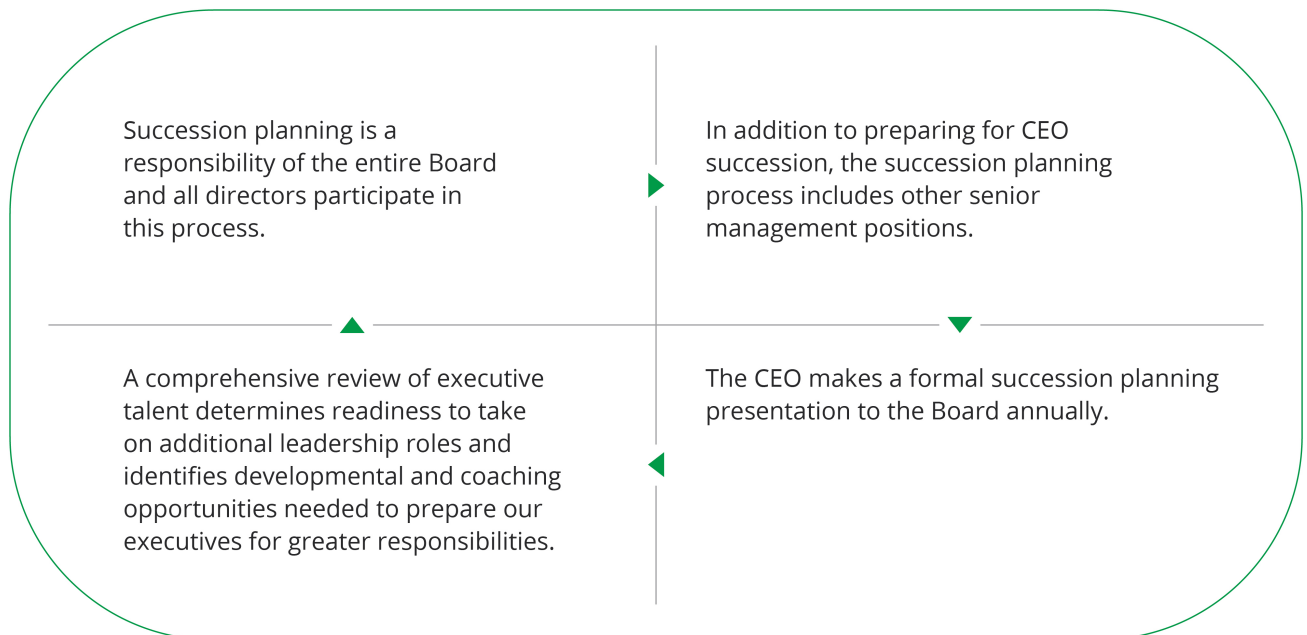 Succession planning is a
responsibility of the entire Board
and all directors participate in
this process.
In addition to preparing for CEO
succession, the succession planning
process includes other senior
management positions.
A comprehensive review of executive
talent determines readiness to take
on additional leadership roles and
identifies developmental and coaching
opportunities needed to prepare our
executives for greater responsibilities.
The CEO makes a formal succession planning
presentation to the Board annually.